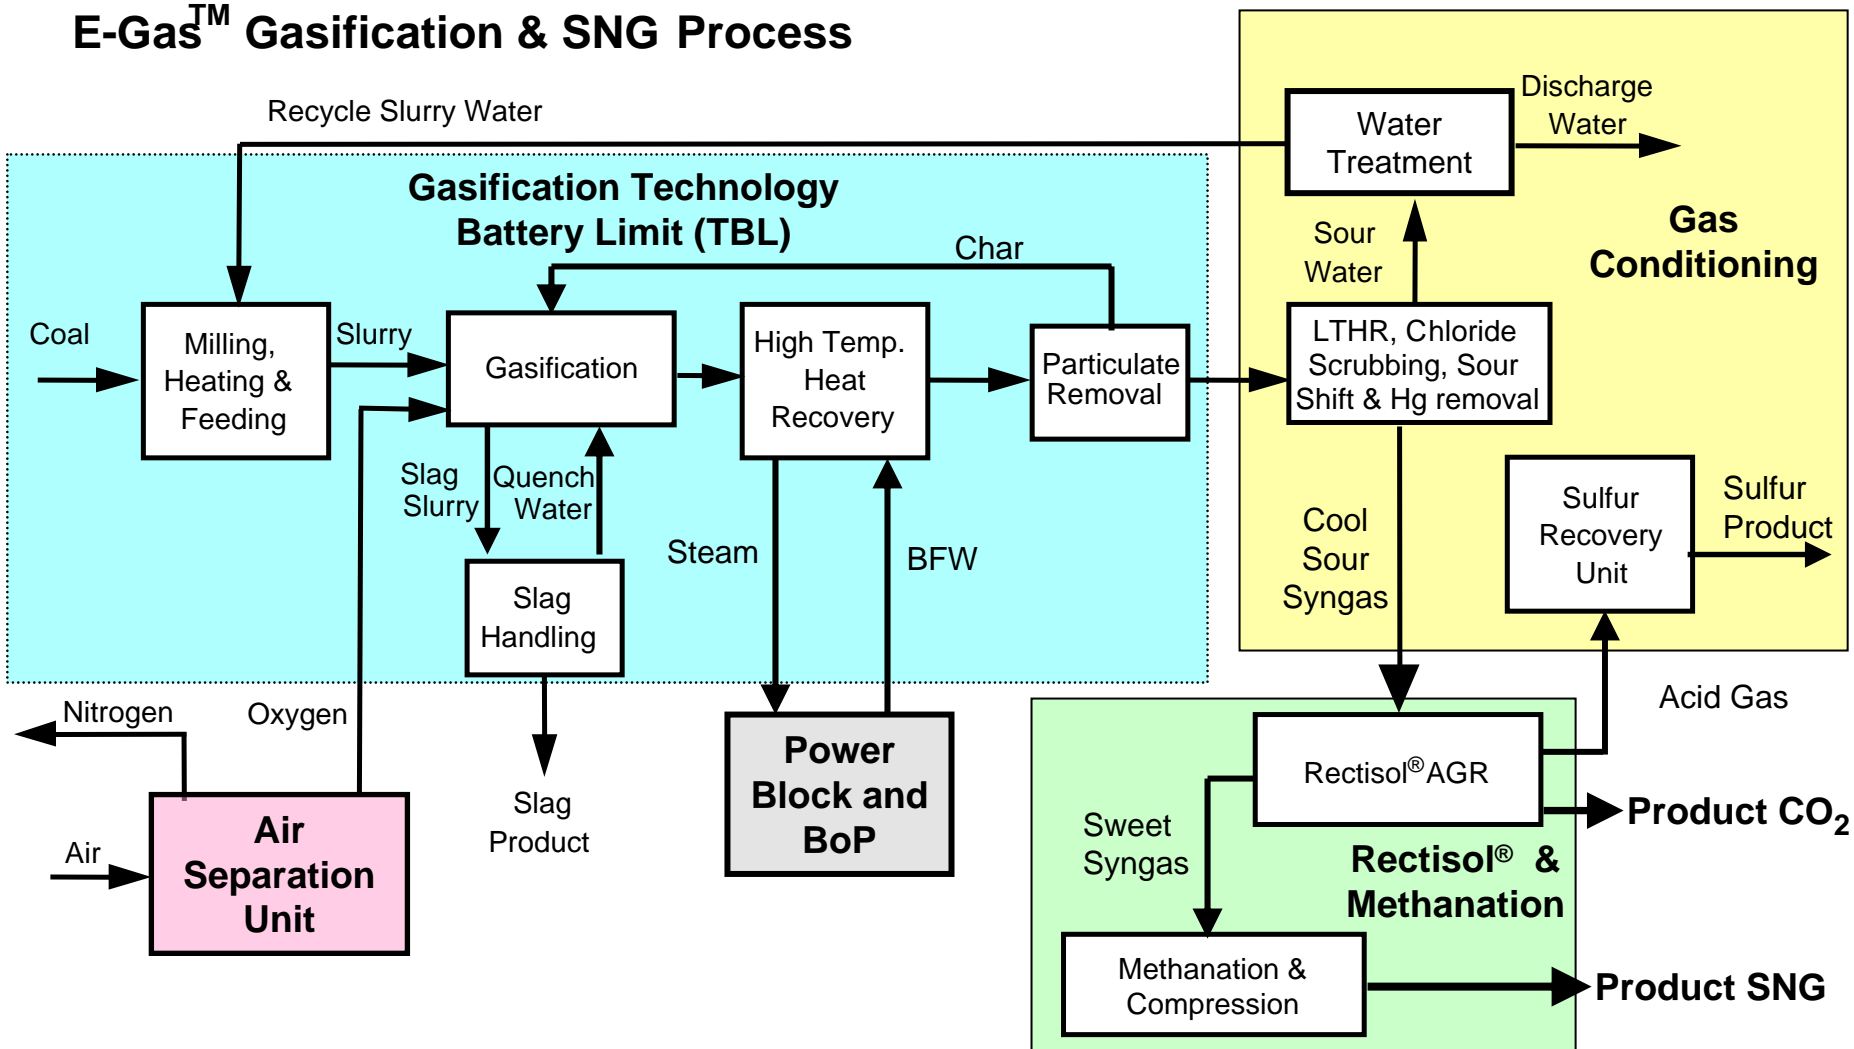 E-Gas™ Gasification & SNG Process
Recycle Slurry Water
Discharge
Water
Water
Treatment
Gasification Technology
Battery Limit (TBL)
Gas
Conditioning
Sour
Water
Char
Coal
Milling,
Heating &
Feeding
Slurry
Gasification
High Temp.
Heat
Recovery
Particulate
Removal
LTHR, Chloride
Scrubbing, Sour
Shift & Hg removal
Slag
Slurry
Quench
Water
Steam
BFW
Cool
Sour
Syngas
Sulfur
Recovery
Unit
Sulfur
Product
Slag
Handling
Nitrogen
Oxygen
Acid Gas
Air
Air
Separation
Unit
Slag
Product
Power
Block and
BoP
Rectisol® AGR
Product CO₂
Sweet
Syngas
Rectisol® &
Methanation
Methanation &
Compression
Product SNG